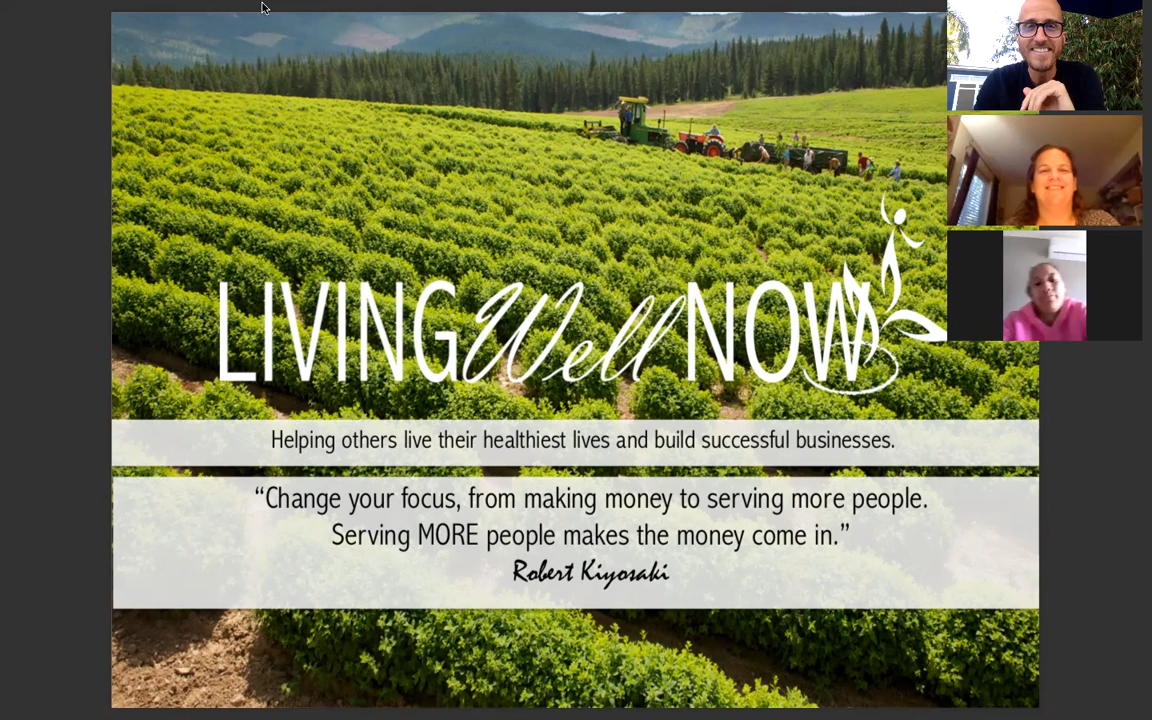 LIVING Well NOW
Helping others live their healthiest lives and build successful businesses.
“Change your focus, from making money to serving more people.
Serving MORE people makes the money come in.”
Robert Kiyosaki